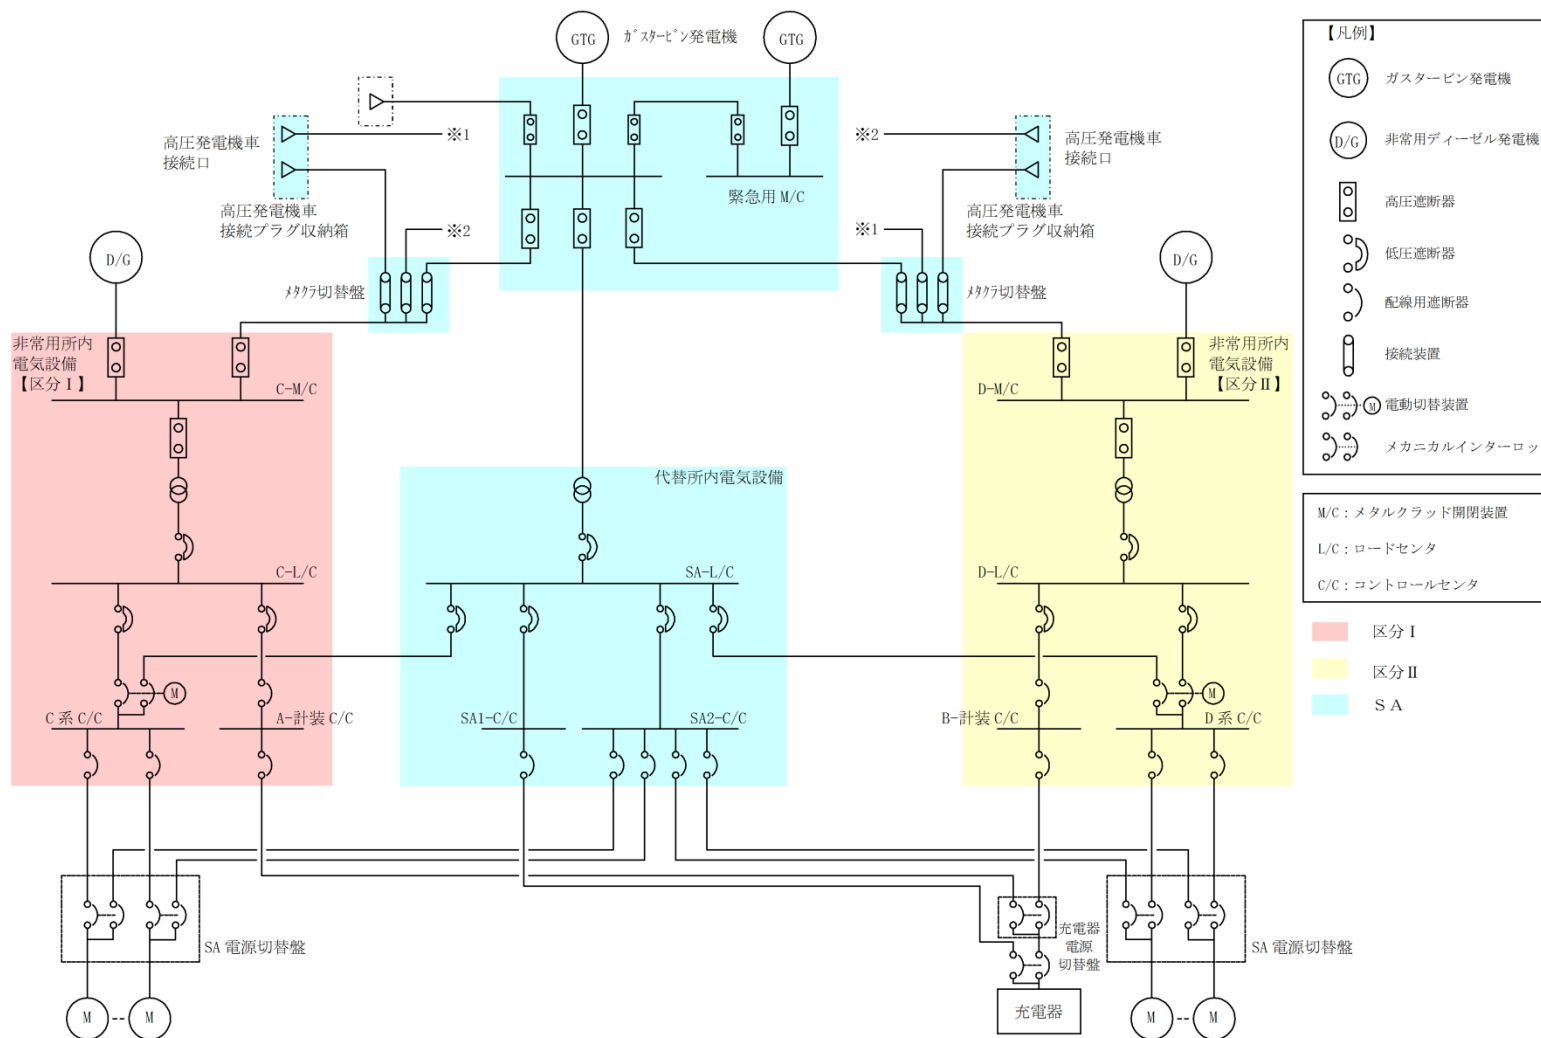 GTG
ガスタービン発電機
GTG
高圧発電機車
接続口
※1
※2
高圧発電機車
接続口
緊急用 M/C
高圧発電機車
接続プラグ収納箱
※2
※1
高圧発電機車
接続プラグ収納箱
D/G
メタクラ切替盤
メタクラ切替盤
D/G
非常用所内
電気設備
【区分Ⅰ】
C-M/C
D-M/C
非常用所内
電気設備
【区分Ⅱ】
代替所内電気設備
C-L/C
SA-L/C
D-L/C
M
M
C 系 C/C
A-計装 C/C
SA1-C/C
SA2-C/C
B-計装 C/C
D 系 C/C
SA 電源切替盤
充電器
電源
切替盤
SA 電源切替盤
M
M
充電器
M
M
【凡例】
GTG
ガスタービン発電機
D/G
非常用ディーゼル発電機
高圧遮断器
低圧遮断器
配線用遮断器
接続装置
M
電動切替装置
メカニカルインターロッ
M/C：メタルクラッド開閉装置
L/C：ロードセンタ
C/C：コントロールセンタ
区分Ⅰ
区分Ⅱ
ＳＡ